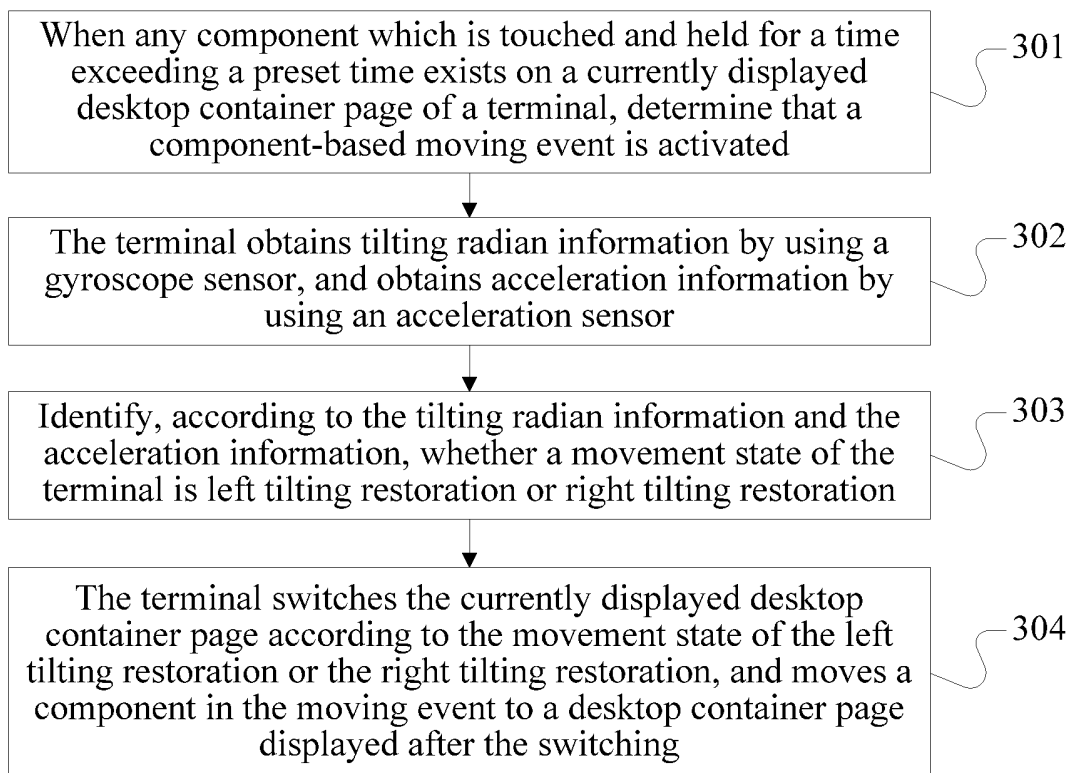 When any component which is touched and held for a time
exceeding a preset time exists on a currently displayed
desktop container page of a terminal, determine that a
component-based moving event is activated
301
The terminal obtains tilting radian information by using a
gyroscope sensor, and obtains acceleration information by
using an acceleration sensor
302
Identify, according to the tilting radian information and the
acceleration information, whether a movement state of the
terminal is left tilting restoration or right tilting restoration
303
The terminal switches the currently displayed desktop
container page according to the movement state of the left
tilting restoration or the right tilting restoration, and moves a
component in the moving event to a desktop container page
displayed after the switching
304